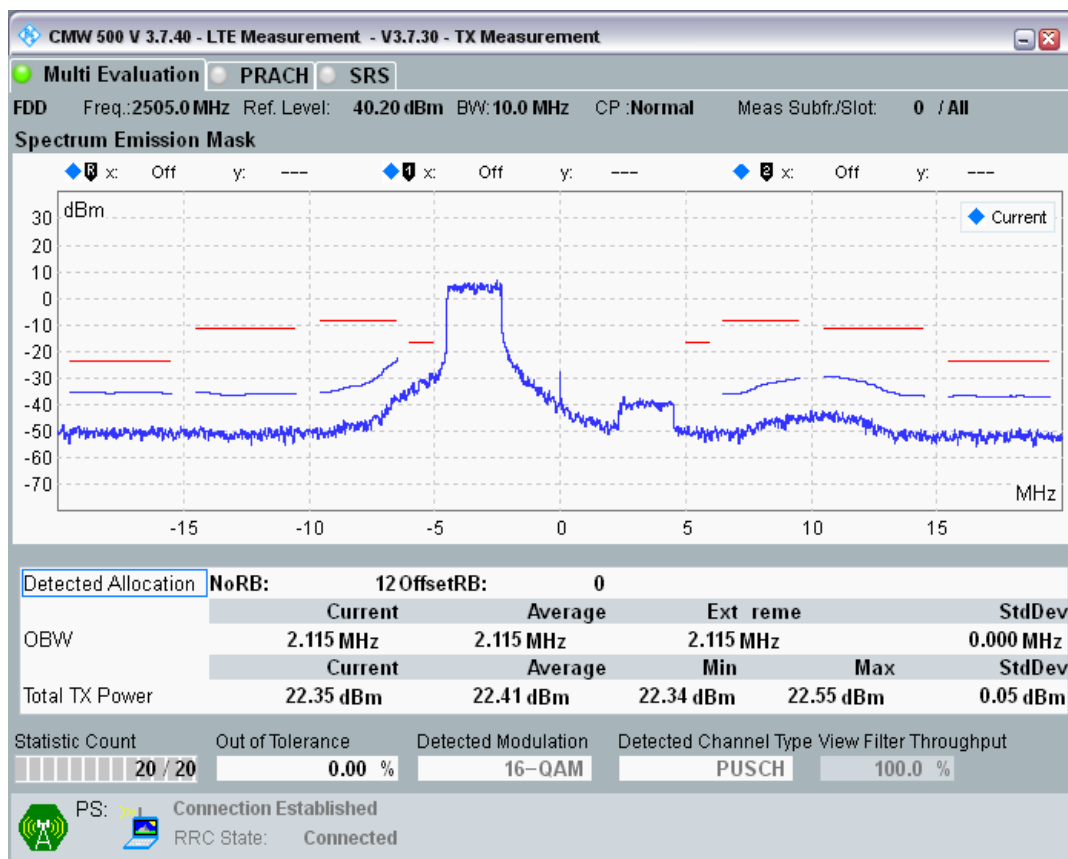 CMW 500 V 3.7.40 - LTE Measurement - V3.7.30 - TX Measurement
Multi Evaluation PRACH SRS
FDD Freq.:2505.0 MHz Ref. Level: 40.20 dBm BW:10.0 MHz CP :Normal Meas Subfr./Slot: 0 / All
Spectrum Emission Mask
R x: Off y: --- 1 x: Off y: --- 2 x: Off y: ---
dBm
Current
30
20
10
0
-10
-20
-30
-40
-50
-60
-70
MHz
-15 -10 -5 0 5 10 15
Detected Allocation NoRB: 12 OffsetRB: 0
Current Average Ext reme StdDev
OBW 2.115 MHz 2.115 MHz 2.115 MHz 0.000 MHz
Current Average Min Max StdDev
Total TX Power 22.35 dBm 22.41 dBm 22.34 dBm 22.55 dBm 0.05 dBm
Statistic Count Out of Tolerance Detected Modulation Detected Channel Type View Filter Throughput
20 / 20 0.00 % 16-QAM PUSCH 100.0 %
PS: Connection Established
RRC State: Connected